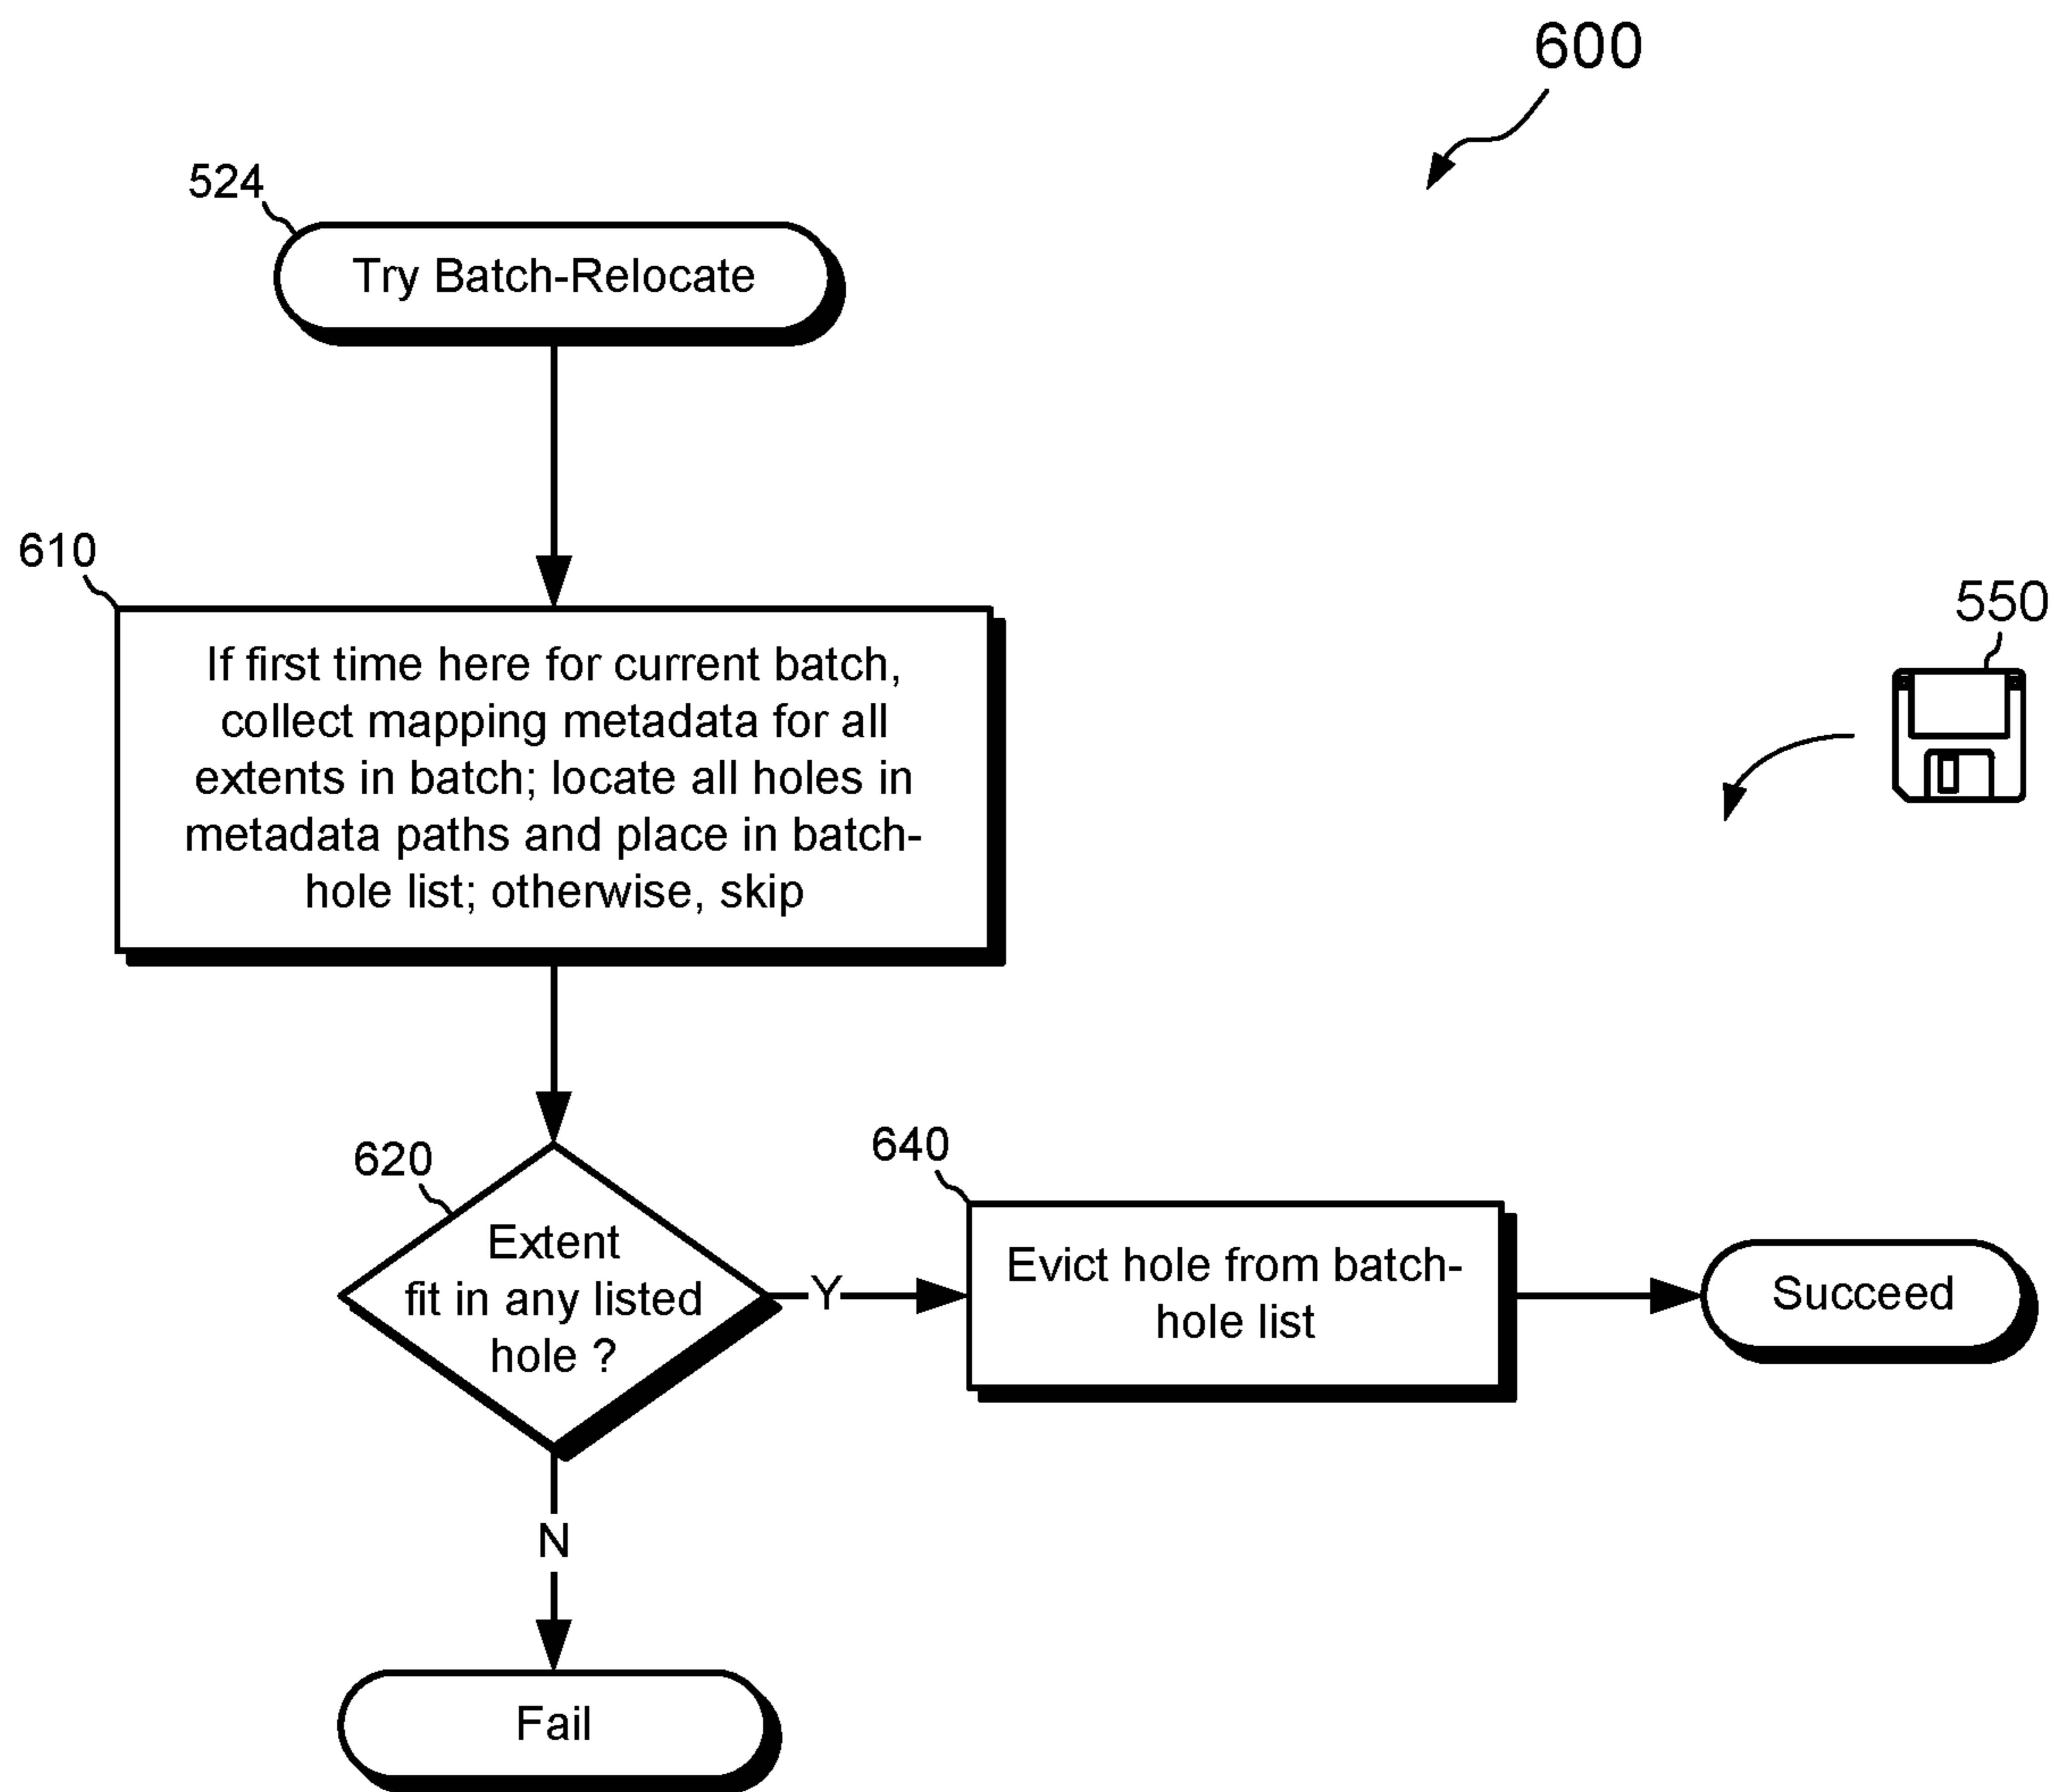 600
524
Try Batch-Relocate
610
If first time here for current batch,
collect mapping metadata for all
extents in batch; locate all holes in
metadata paths and place in batch-
hole list; otherwise, skip
550
620
Extent
fit in any listed
hole ?
Y
640
Evict hole from batch-
hole list
Succeed
N
Fail